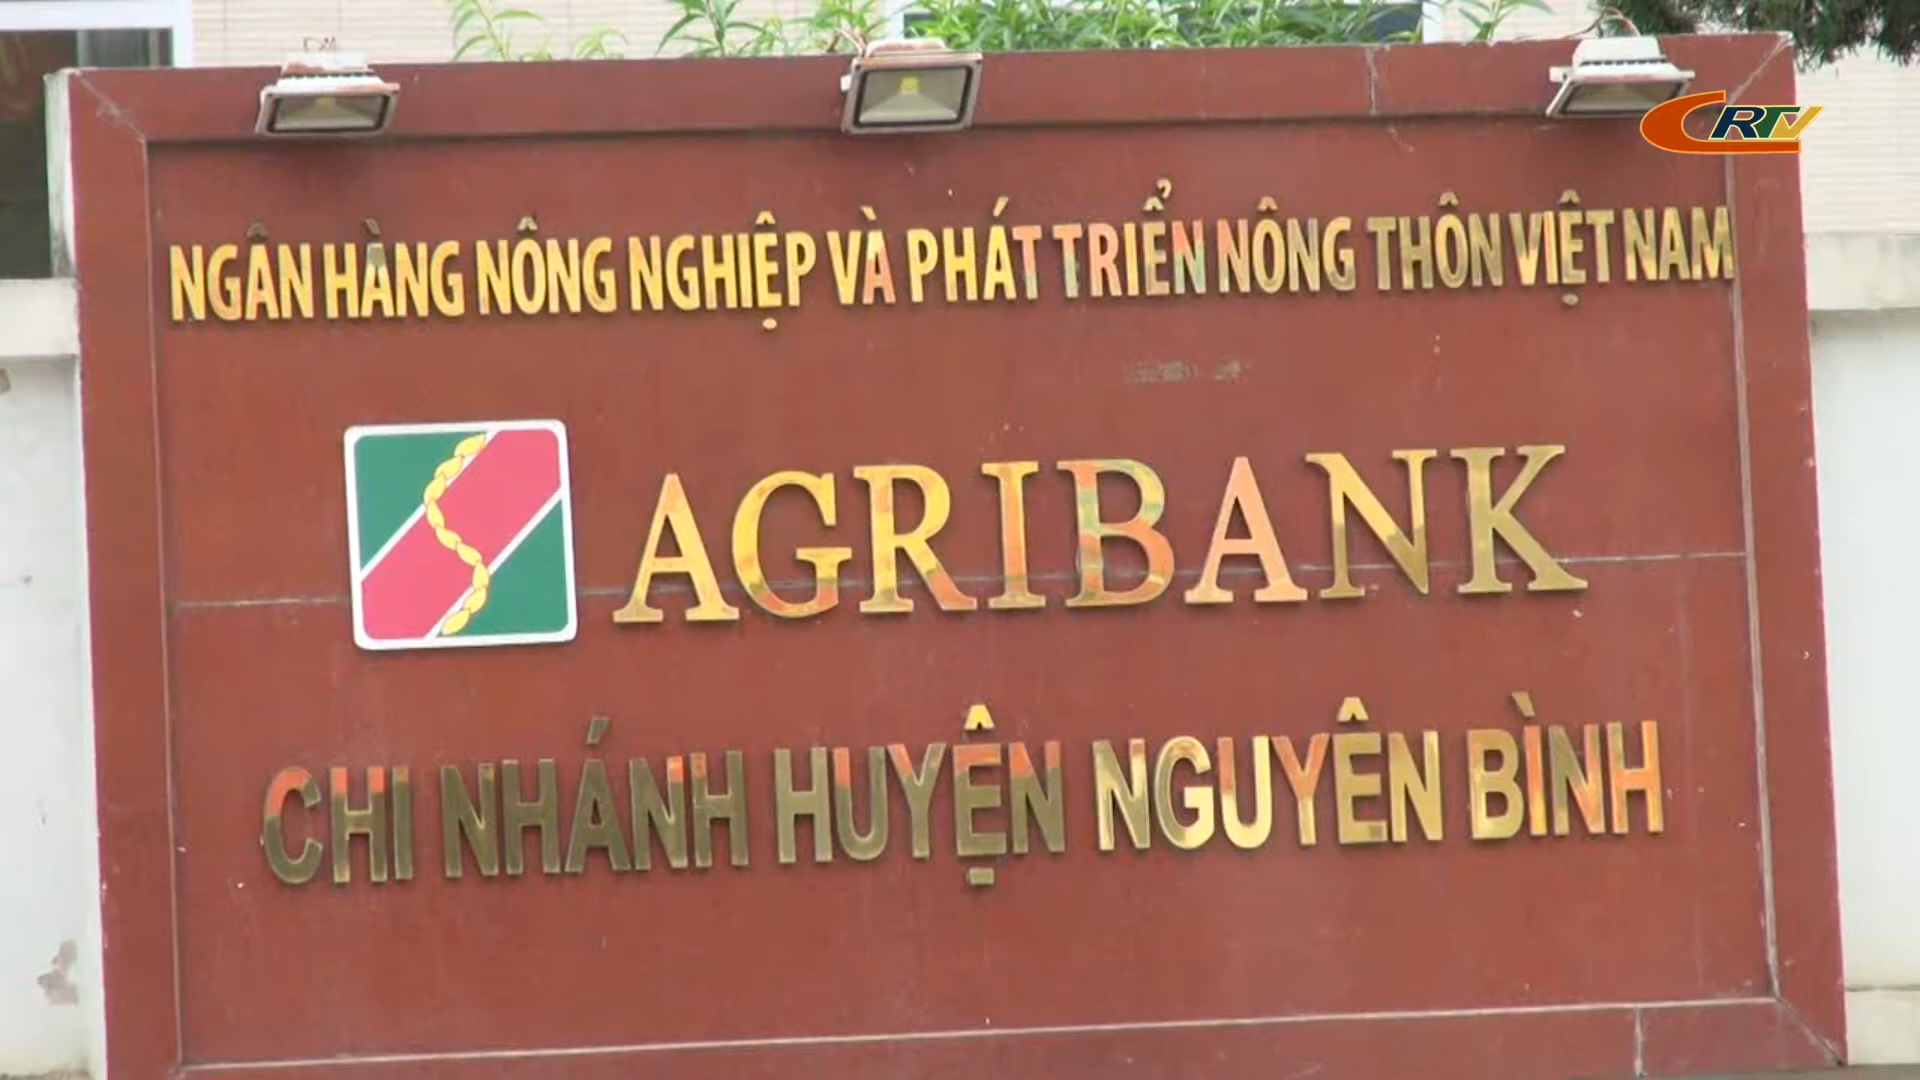 CRTV
NGÂN HÀNG NÔNG NGHIỆP VÀ PHÁT TRIỂN NÔNG THÔN VIỆT NAM
AGRIBANK
CHI NHÁNH HUYỆN NGUYÊN BÌNH